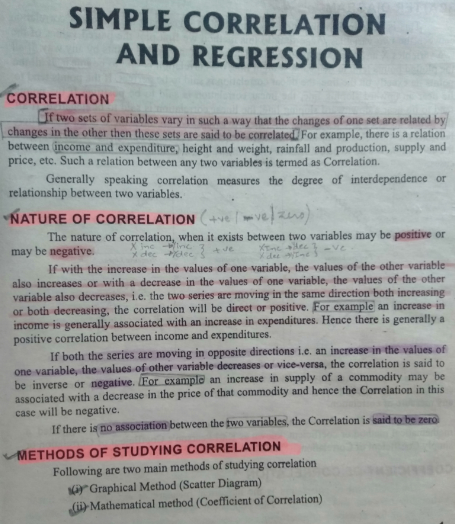 SIMPLE CORRELATION
AND REGRESSION
CORRELATION
If two sets of variables vary in such a way that the changes of one set are related by
changes in the other then these sets are said to be correlated. For example, there is a relation
between income and expenditure, height and weight, rainfall and production, supply and
price, etc. Such a relation between any two variables is termed as Correlation.
Generally speaking correlation measures the degree of interdependence or
relationship between two variables.
NATURE OF CORRELATION (+ve / -ve / zero)
The nature of correlation, when it exists between two variables may be positive or
may be negative.
If with the increase in the values of one variable, the values of the other variable
also increases or with a decrease in the values of one variable, the values of the other
variable also decreases, i.e. the two series are moving in the same direction both increasing
or both decreasing, the correlation will be direct or positive. For example an increase in
income is generally associated with an increase in expenditures. Hence there is generally a
positive correlation between income and expenditures.
If both the series are moving in opposite directions i.e. an increase in the values of
one variable, the values of other variable decreases or vice-versa, the correlation is said to
be inverse or negative. For example an increase in supply of a commodity may be
associated with a decrease in the price of that commodity and hence the Correlation in this
case will be negative.
If there is no association between the two variables, the Correlation is said to be zero.
METHODS OF STUDYING CORRELATION
Following are two main methods of studying correlation
(i) Graphical Method (Scatter Diagram)
(ii) Mathematical method (Coefficient of Correlation)